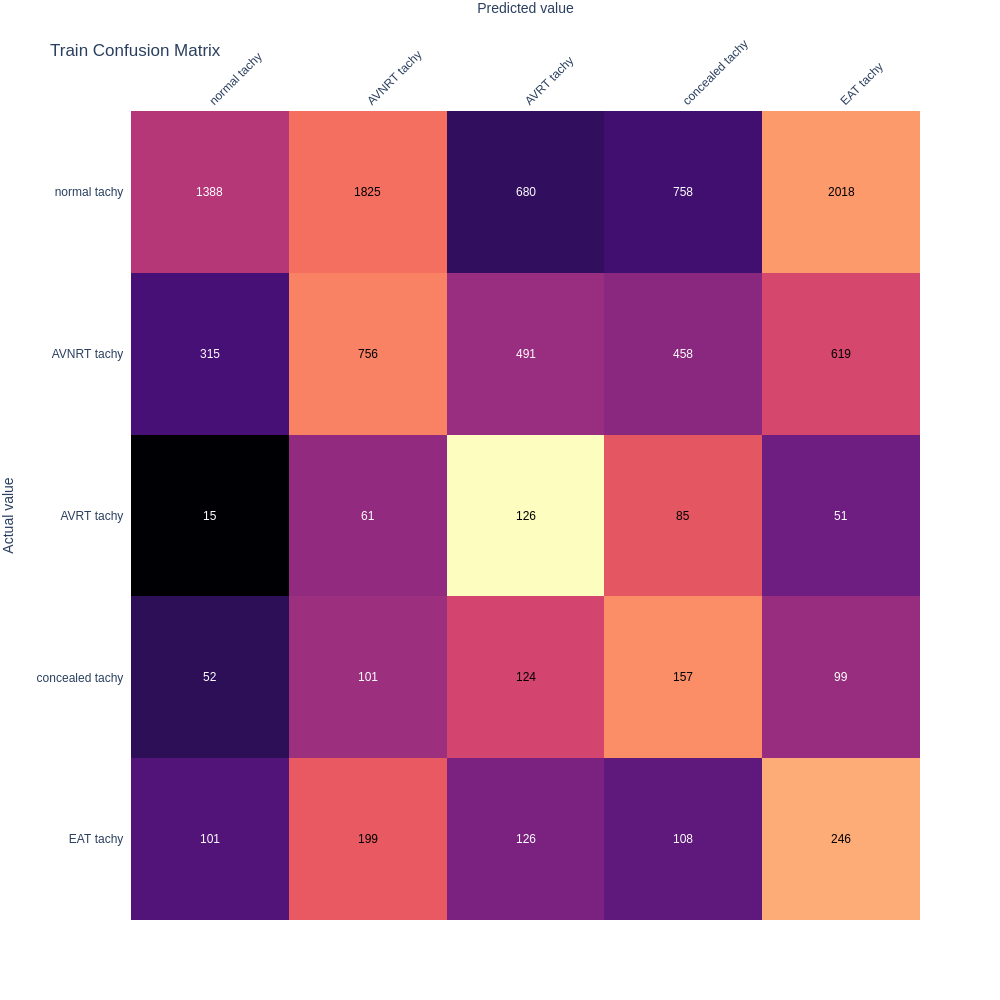 Predicted value
Train Confusion Matrix
normal tachy AVNRT tachy AVRT tachy concealed tachy EAT tachy
normal tachy 1388 1825 680 758 2018
AVNRT tachy 315 756 491 458 619
Actual value
AVRT tachy 15 61 126 85 51
concealed tachy 52 101 124 157 99
EAT tachy 101 199 126 108 246